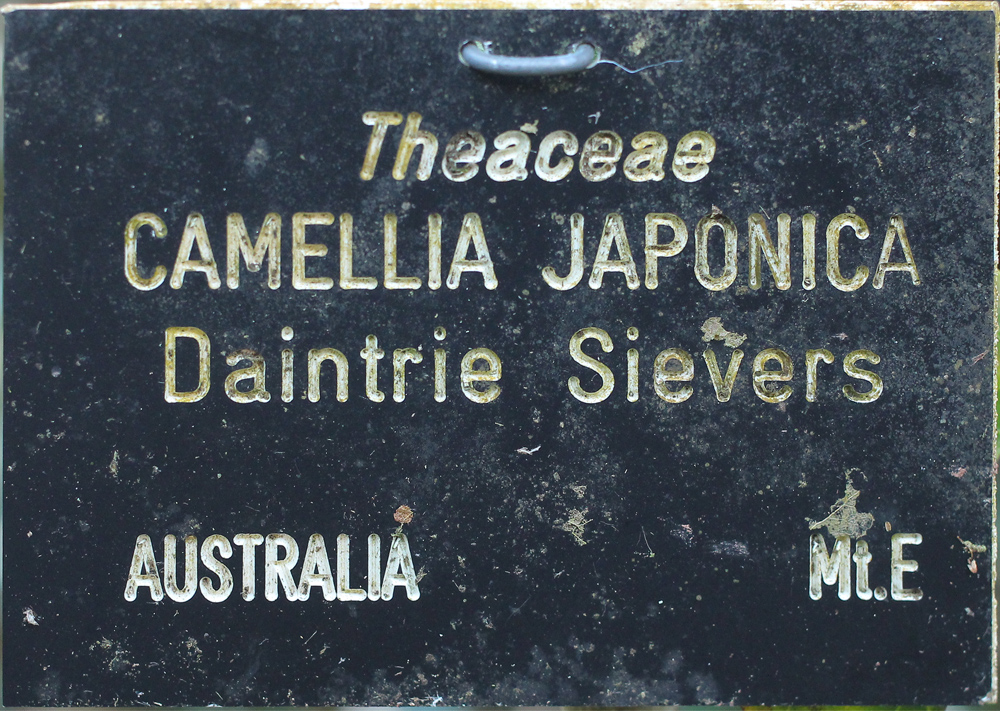 Theaceae
CAMELLIA JAPONICA
Daintrie Sievers
AUSTRALIA Mt.E